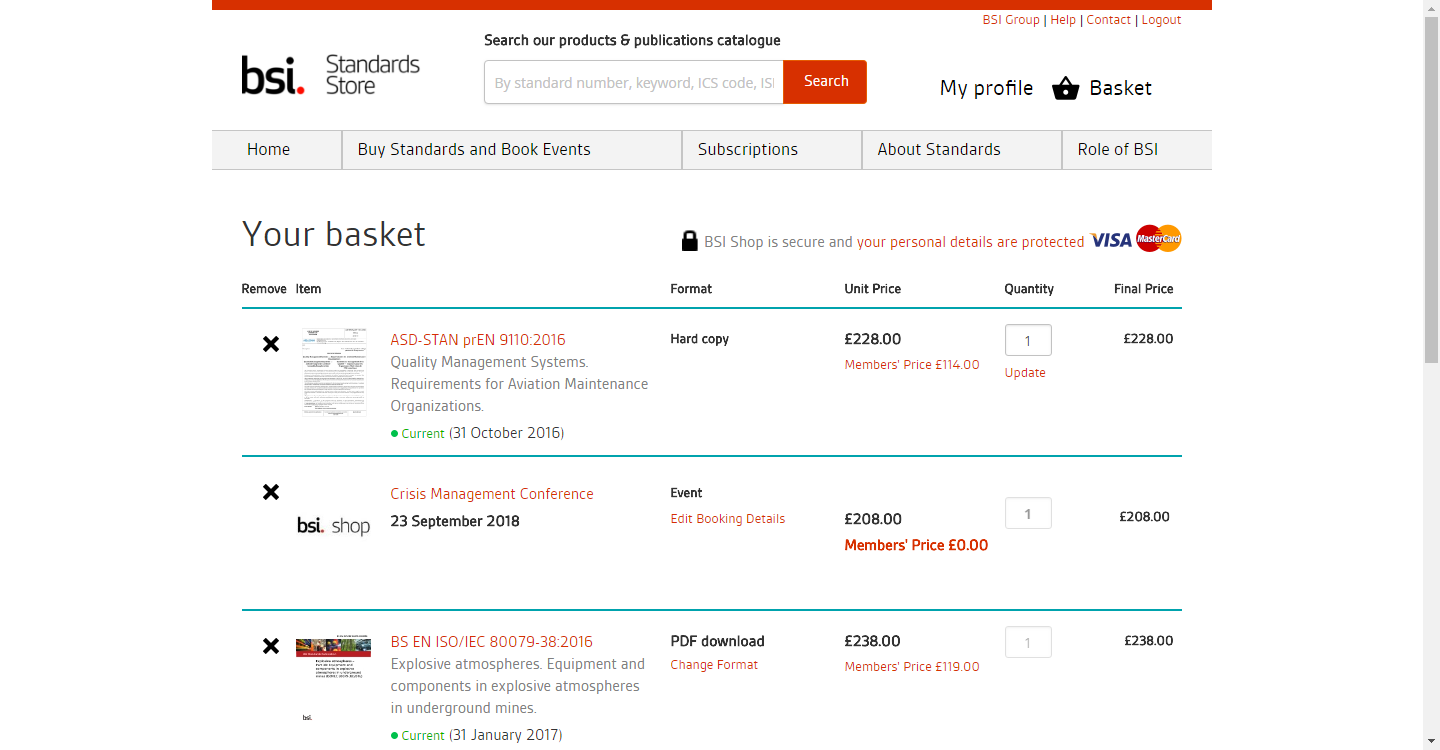 BSI Group | Help | Contact | Logout
Search our products & publications catalogue
bsi. Standards Store
By standard number, keyword, ICS code, ISI
Search
My profile
Basket
Home
Buy Standards and Book Events
Subscriptions
About Standards
Role of BSI
Your basket
BSI Shop is secure and your personal details are protected VISA MasterCard
Remove Item Format Unit Price Quantity Final Price
ASD-STAN prEN 9110:2016
Quality Management Systems.
Requirements for Aviation Maintenance
Organizations.
Current (31 October 2016)
Hard copy
£228.00
Members' Price £114.00
1
Update
£228.00
bsi. shop
Crisis Management Conference
23 September 2018
Event
Edit Booking Details
£208.00
Members' Price £0.00
1
£208.00
bsi.
BS EN ISO/IEC 80079-38:2016
Explosive atmospheres. Equipment and
components in explosive atmospheres
in underground mines.
Current (31 January 2017)
PDF download
Change Format
£238.00
Members' Price £119.00
1
£238.00